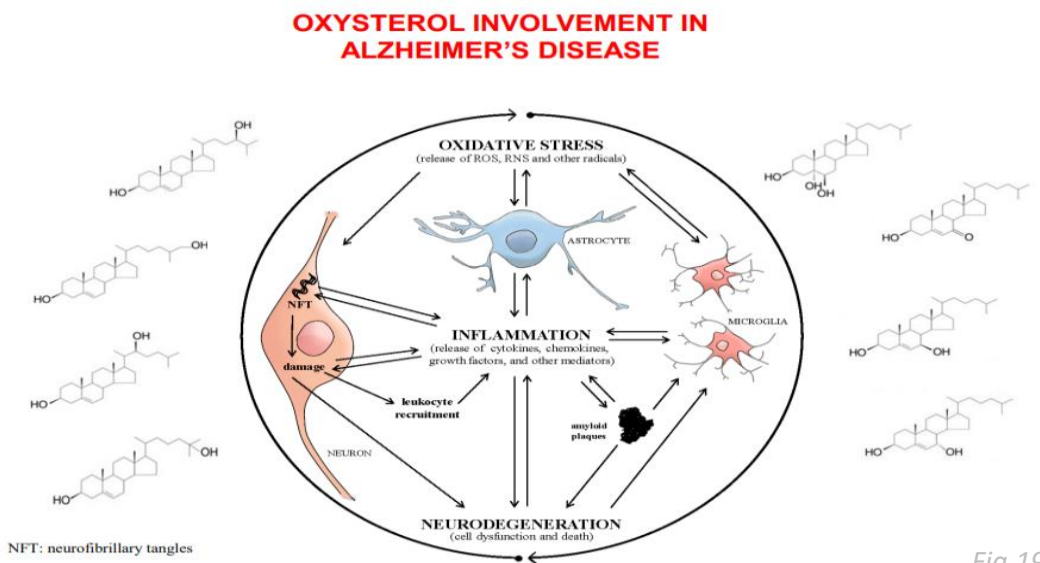 OXYSTEROL INVOLVEMENT IN
ALZHEIMER'S DISEASE
OXIDATIVE STRESS
(release of ROS, RNS and other radicals)
ASTROCYTE
MICROGLIA
NFT
damage
INFLAMMATION
(release of cytokines, chemokines,
growth factors, and other mediators)
leukocyte
recruitment
amyloid
plaques
NEURON
NEURODEGENERATION
(cell dysfunction and death)
OH
HO
OH
HO
OH
HO
OH
HO
HO
OH
OH
HO
O
HO
OH
HO
OH
NFT: neurofibrillary tangles
Fig 19